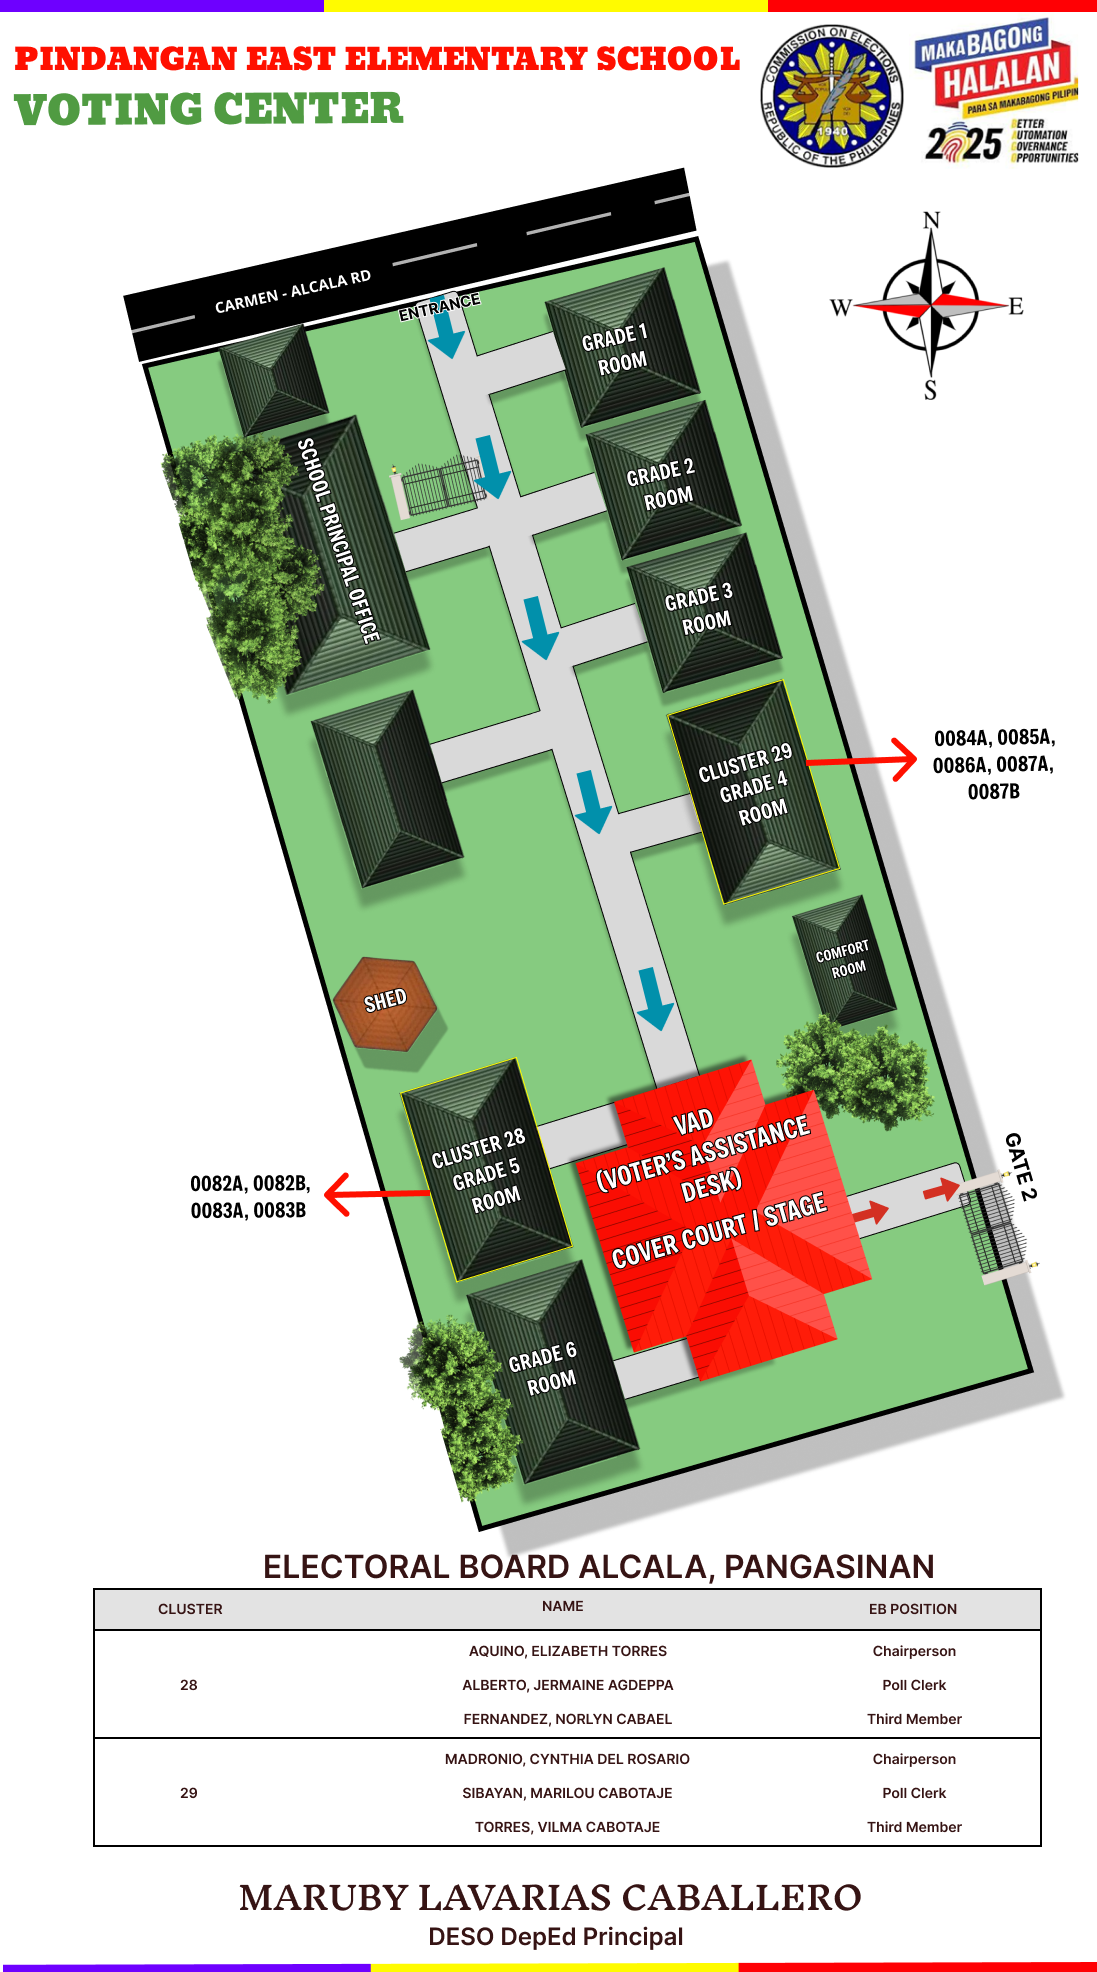 PINDANGAN EAST ELEMENTARY SCHOOL
VOTING CENTER
COMMISSION ON ELECTIONS
REPUBLIC OF THE PHILIPPINES
1940
MAKABAGONG
HALALAN
PARA SA MAKABAGONG PILIPIN
2025
BETTER
AUTOMATION
GOVERNANCE
OPPORTUNITIES
N
W
E
S
CARMEN - ALCALA RD
ENTRANCE
GRADE 1
ROOM
GRADE 2
ROOM
SCHOOL PRINCIPAL OFFICE
GRADE 3
ROOM
CLUSTER 29
GRADE 4
ROOM
0084A, 0085A,
0086A, 0087A,
0087B
COMFORT
ROOM
SHED
CLUSTER 28
GRADE 5
ROOM
0082A, 0082B,
0083A, 0083B
VAD
(VOTER'S ASSISTANCE
DESK)
COVER COURT / STAGE
GATE 2
GRADE 6
ROOM
ELECTORAL BOARD ALCALA, PANGASINAN
CLUSTER NAME EB POSITION
AQUINO, ELIZABETH TORRES Chairperson
28 ALBERTO, JERMAINE AGDEPPA Poll Clerk
FERNANDEZ, NORLYN CABAEL Third Member
MADRONIO, CYNTHIA DEL ROSARIO Chairperson
29 SIBAYAN, MARILOU CABOTAJE Poll Clerk
TORRES, VILMA CABOTAJE Third Member
MARUBY LAVARIAS CABALLERO
DESO DepEd Principal